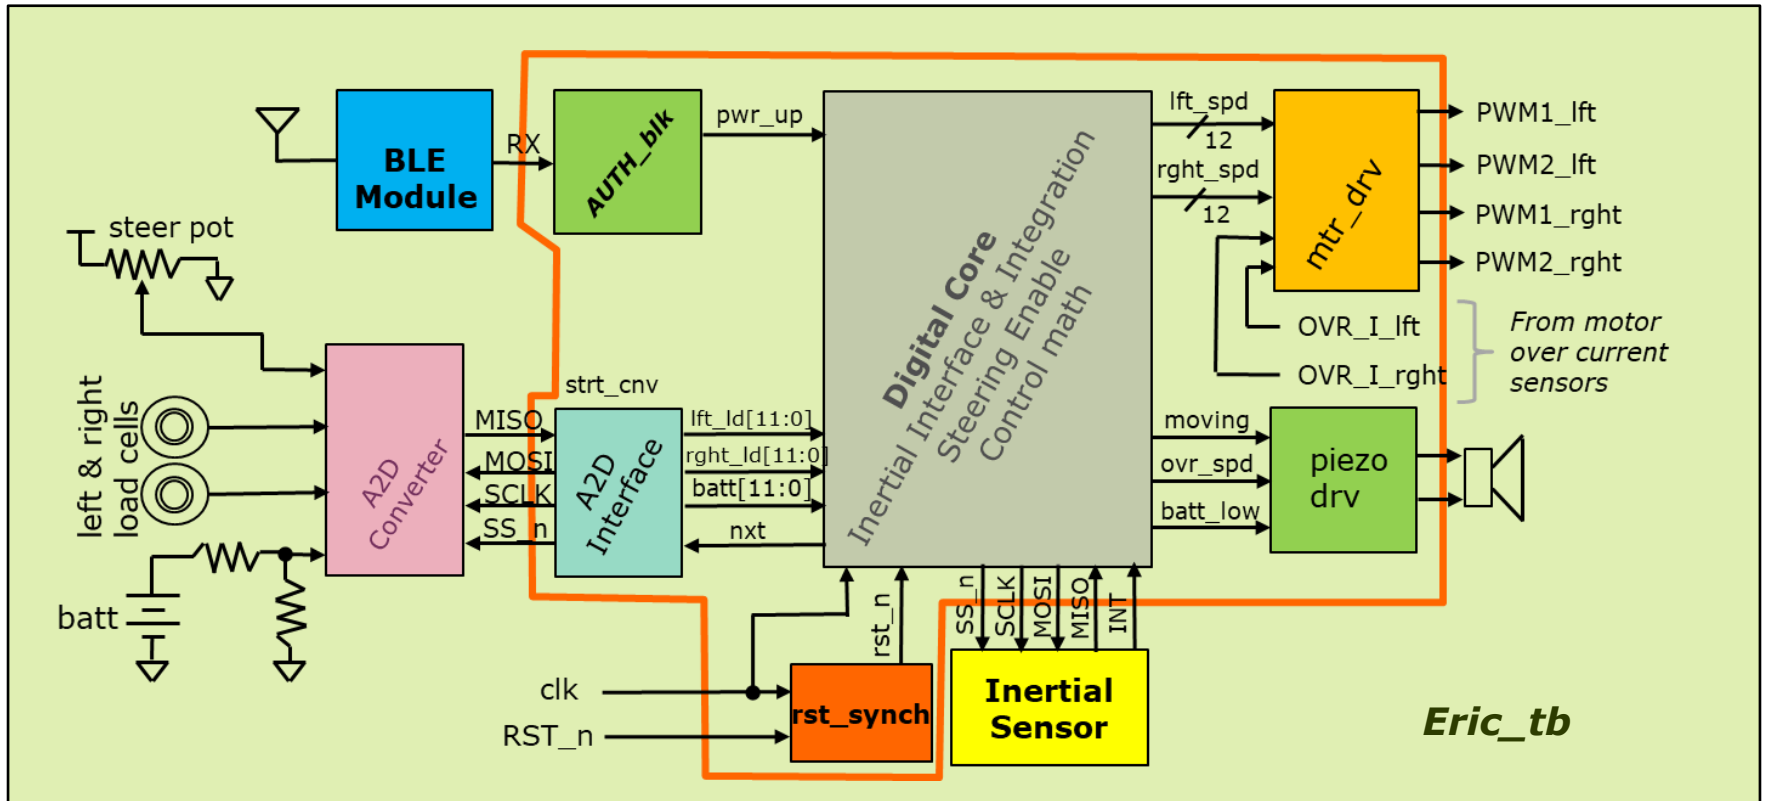 BLE
Module
RX
AUTH_blk
pwr_up
Digital Core
Inertial Interface & Integration
Steering Enable
Control math
lft_spd
12
rght_spd
12
mtr_drv
PWM1_lft
PWM2_lft
PWM1_rght
PWM2_rght
OVR_I_lft
OVR_I_rght
From motor
over current
sensors
steer pot
left & right
load cells
batt
A2D
Converter
MISO
MOSI
SCLK
SS_n
strt_cnv
A2D
Interface
lft_ld[11:0]
rght_ld[11:0]
batt[11:0]
nxt
moving
ovr_spd
batt_low
piezo
drv
clk
RST_n
rst_n
rst_synch
SS_n
SCLK
MOSI
MISO
INT
Inertial
Sensor
Eric_tb